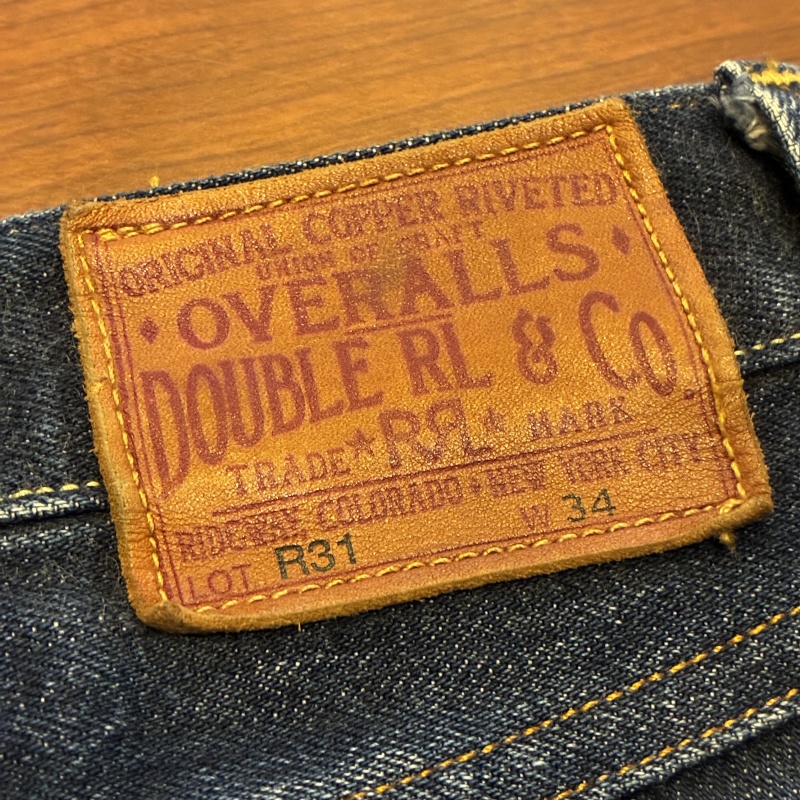 ORIGINAL COPPER RIVETED
UNION OF CRAFT
OVERALLS
DOUBLE RL & Co.
TRADE ★ RRL ★ MARK
RIDGWAY, COLORADO • NEW YORK CITY
LOT R31 W 34